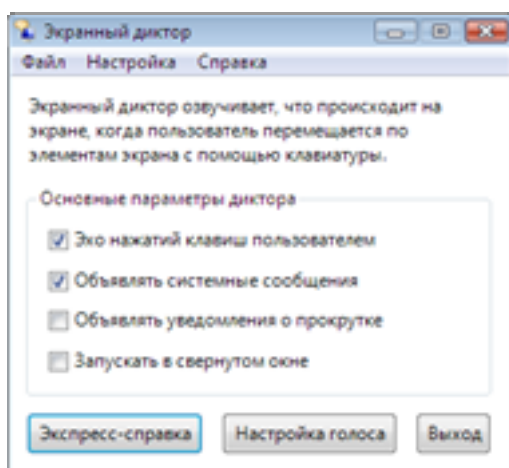 Экранный диктор
Файл Настройка Справка
Экранный диктор озвучивает, что происходит на
экране, когда пользователь перемещается по
элементам экрана с помощью клавиатуры.
Основные параметры диктора
Эхо нажатий клавиш пользователем
Объявлять системные сообщения
Объявлять уведомления о прокрутке
Запускать в свернутом окне
Экспресс-справка Настройка голоса Выход